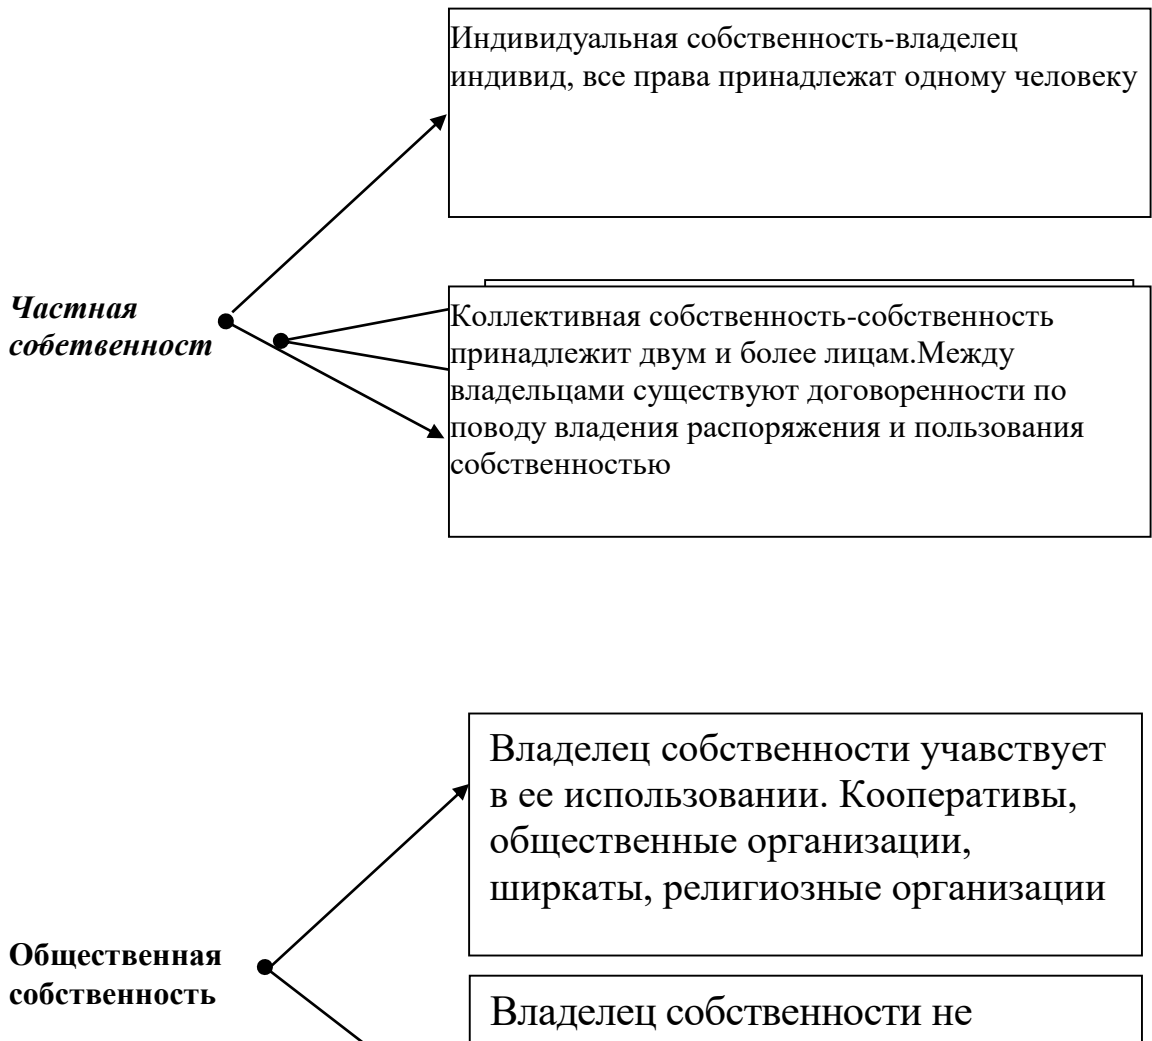 Индивидуальная собственность-владелец
индивид, все права принадлежат одному человеку
Частная
собственност
Коллективная собственность-собственность
принадлежит двум и более лицам.Между
владельцами существуют договоренности по
поводу владения распоряжения и пользования
собственностью
Владелец собственности учавствует
в ее использовании. Кооперативы,
общественные организации,
ширкаты, религиозные организации
Общественная
собственность
Владелец собственности не